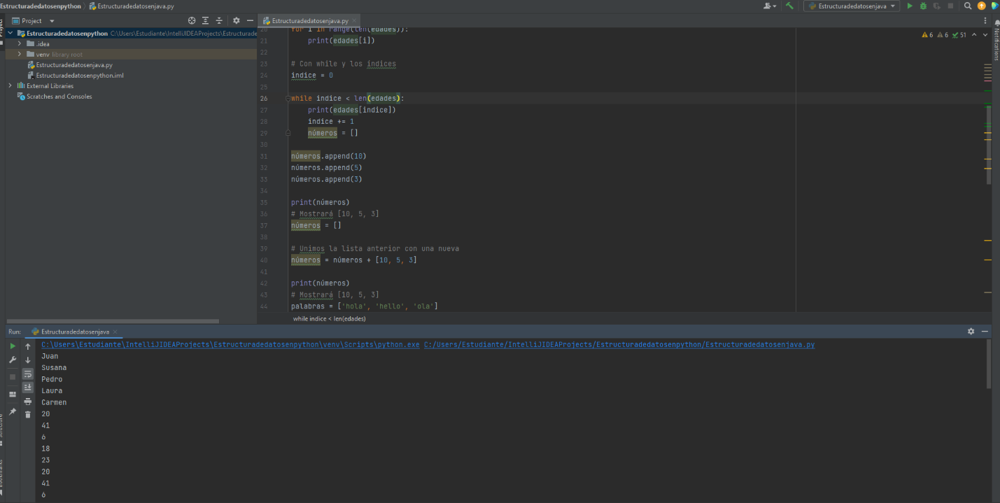 Estructuradedatosenpython Estructuradedatosenjava.py
Estructuradedatosenjava
Project
Estructuradedatosenjava.py
Project
Estructuradedatosenpython C:\Users\Estudiante\IntelliJIDEAProjects\Estructurade
.idea
venv library root
Estructuradedatosenjava.py
Estructuradedatosenpython.iml
External Libraries
Scratches and Consoles
6 6 51
Notifications
20 for i in range(len(edades)):
21 print(edades[i])
22
23 # Con while y los índices
24 indice = 0
25
26 while indice < len(edades):
27 print(edades[indice])
28 indice += 1
29 números = []
30
31 números.append(10)
32 números.append(5)
33 números.append(3)
34
35 print(números)
36 # Mostrará [10, 5, 3]
37 números = []
38
39 # Unimos la lista anterior con una nueva
40 números = números + [10, 5, 3]
41
42 print(números)
43 # Mostrará [10, 5, 3]
44 palabras = ['hola', 'hello', 'ola']
while indice < len(edades)
Run: Estructuradedatosenjava
C:\Users\Estudiante\IntelliJIDEAProjects\Estructuradedatosenpython\venv\Scripts\python.exe C:/Users/Estudiante/IntelliJIDEAProjects/Estructuradedatosenpython/Estructuradedatosenjava.py
Juan
Susana
Pedro
Laura
Carmen
20
41
6
18
23
20
41
6